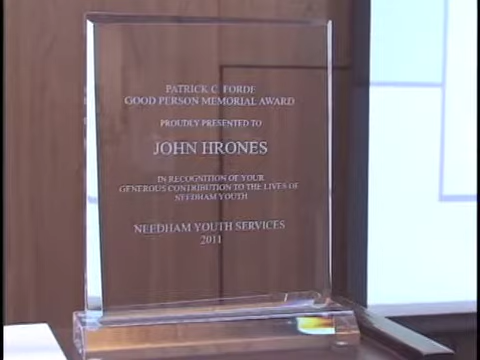 PATRICK C. FORDE
GOOD PERSON MEMORIAL AWARD
PROUDLY PRESENTED TO
JOHN HRONES
IN RECOGNITION OF YOUR
GENEROUS CONTRIBUTION TO THE LIVES OF
NEEDHAM YOUTH
NEEDHAM YOUTH SERVICES
2011